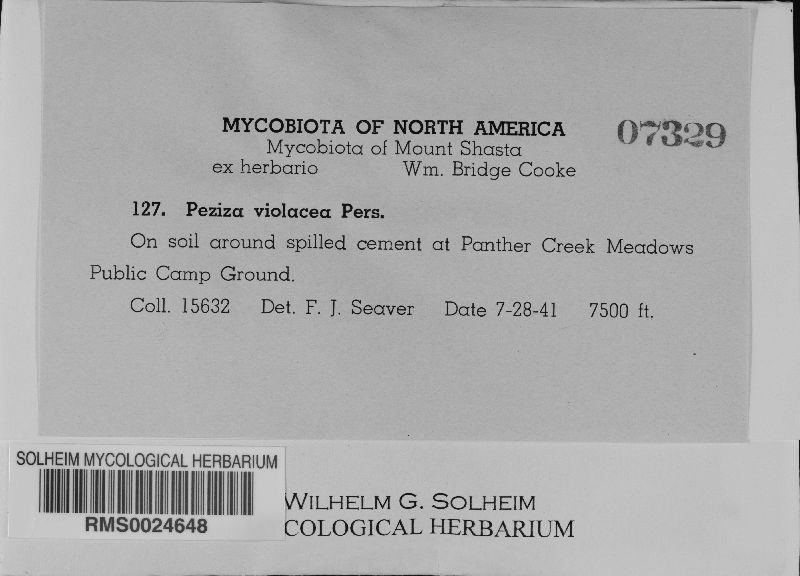 MYCOBIOTA OF NORTH AMERICA
07329
Mycobiota of Mount Shasta
ex herbario Wm. Bridge Cooke
127. Peziza violacea Pers.
On soil around spilled cement at Panther Creek Meadows
Public Camp Ground.
Coll. 15632 Det. F. J. Seaver Date 7-28-41 7500 ft.
SOLHEIM MYCOLOGICAL HERBARIUM
RMS0024648
WILHELM G. SOLHEIM
COLOGICAL HERBARIUM